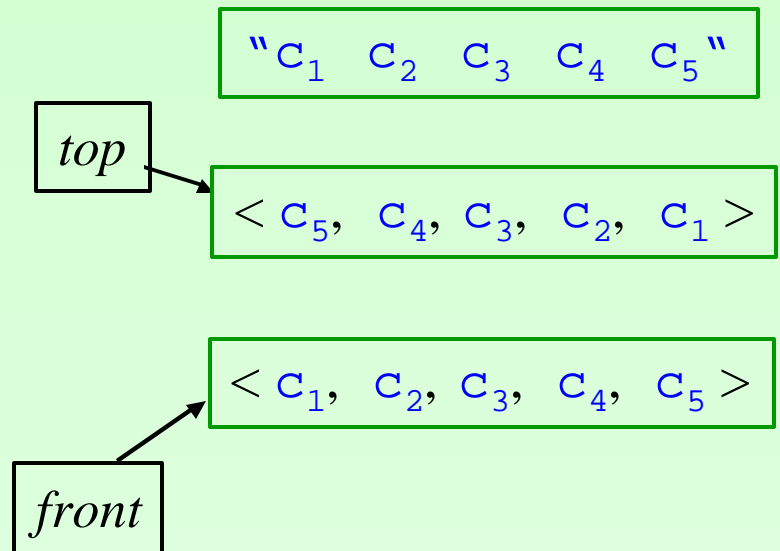 “c₁ c₂ c₃ c₄ c₅“
top
< c₅, c₄, c₃, c₂, c₁ >
< c₁, c₂, c₃, c₄, c₅ >
front